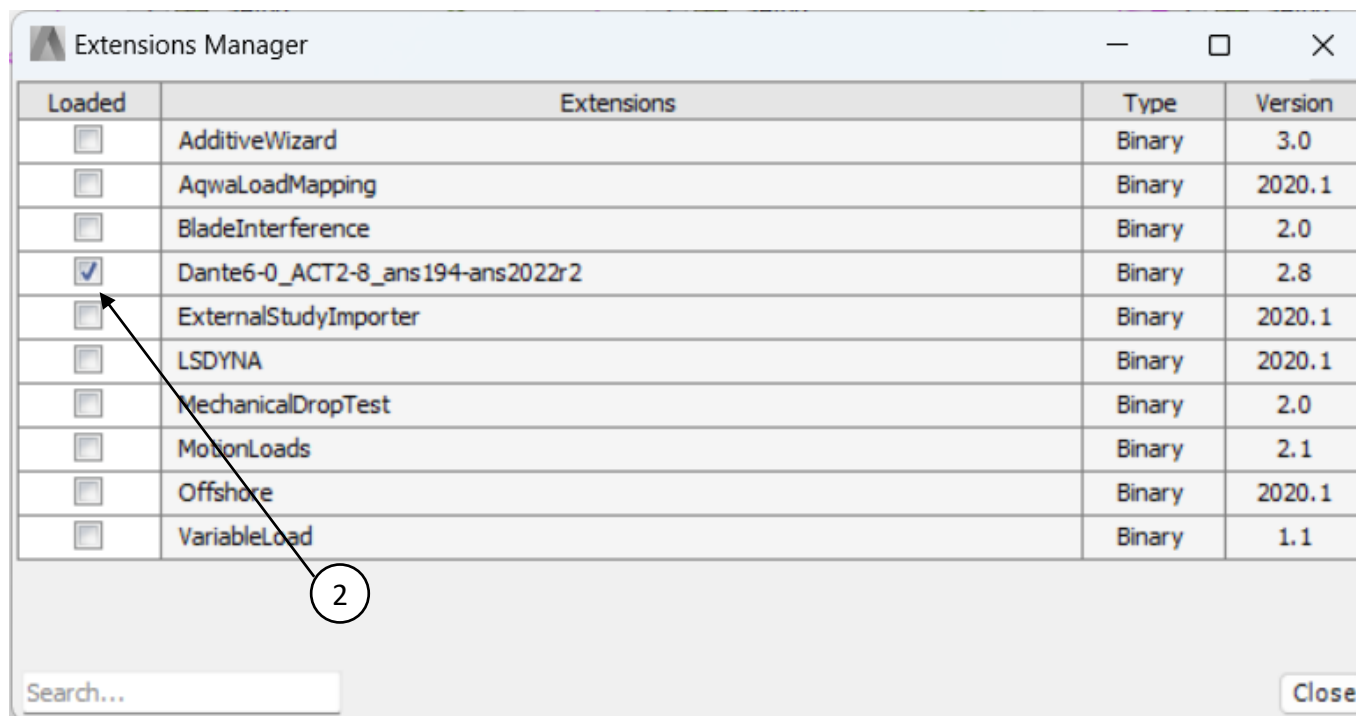 Extensions Manager
Loaded Extensions Type Version
AdditiveWizard Binary 3.0
AqwaLoadMapping Binary 2020.1
BladeInterference Binary 2.0
Dante6-0_ACT2-8_ans194-ans2022r2 Binary 2.8
ExternalStudyImporter Binary 2020.1
LSDYNA Binary 2020.1
MechanicalDropTest Binary 2.0
MotionLoads Binary 2.1
Offshore Binary 2020.1
VariableLoad Binary 1.1
2
Search... Close